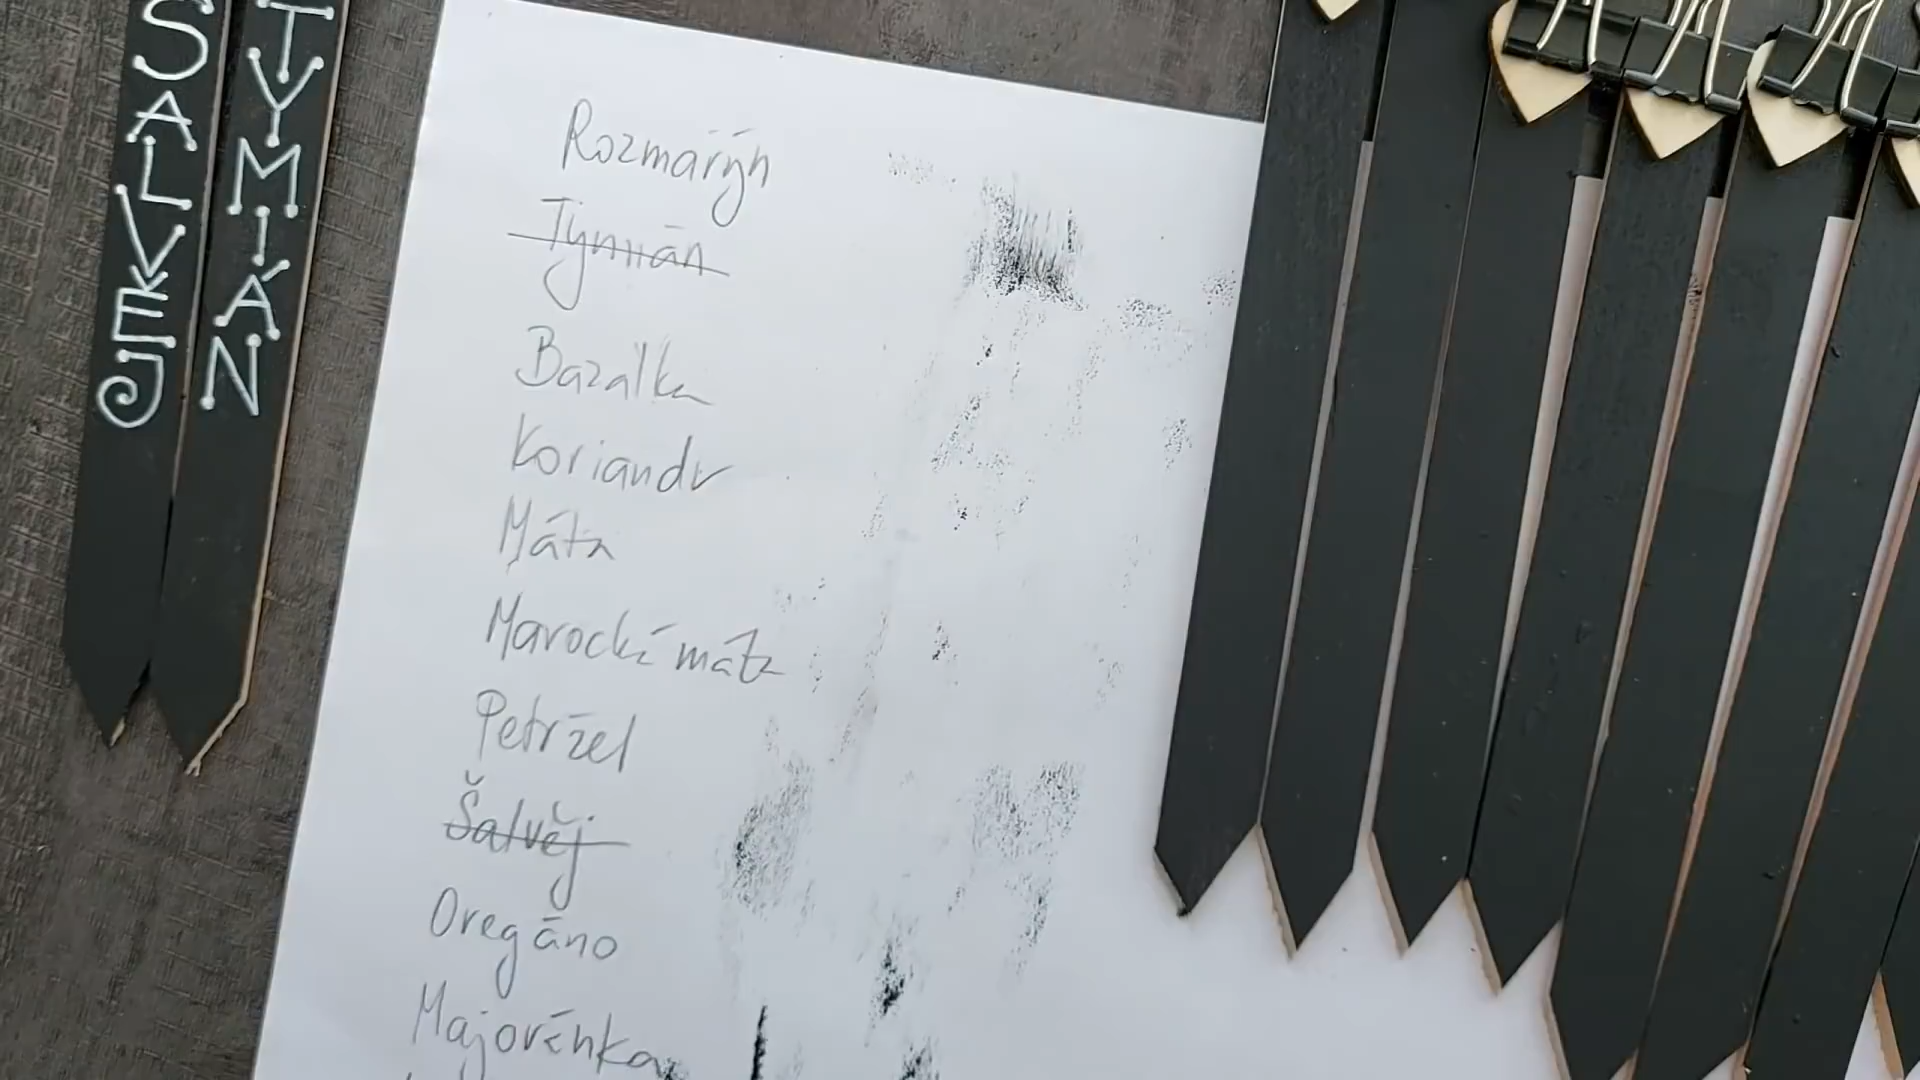 ŠALVĚJ
TYMIÁN
Rozmarýn
Tymián
Bazalka
Koriandr
Máta
Marocká máta
Petržel
Šalvěj
Oregáno
Majoránka